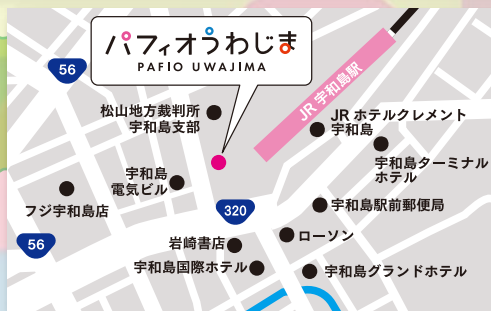 パフィオうわじま
PAFIO UWAJIMA
56
松山地方裁判所
宇和島支部
JR 宇和島駅
JR ホテルクレメント
宇和島
宇和島ターミナル
ホテル
宇和島
電気ビル
フジ宇和島店
320
宇和島駅前郵便局
56
岩崎書店
ローソン
宇和島国際ホテル
宇和島グランドホテル